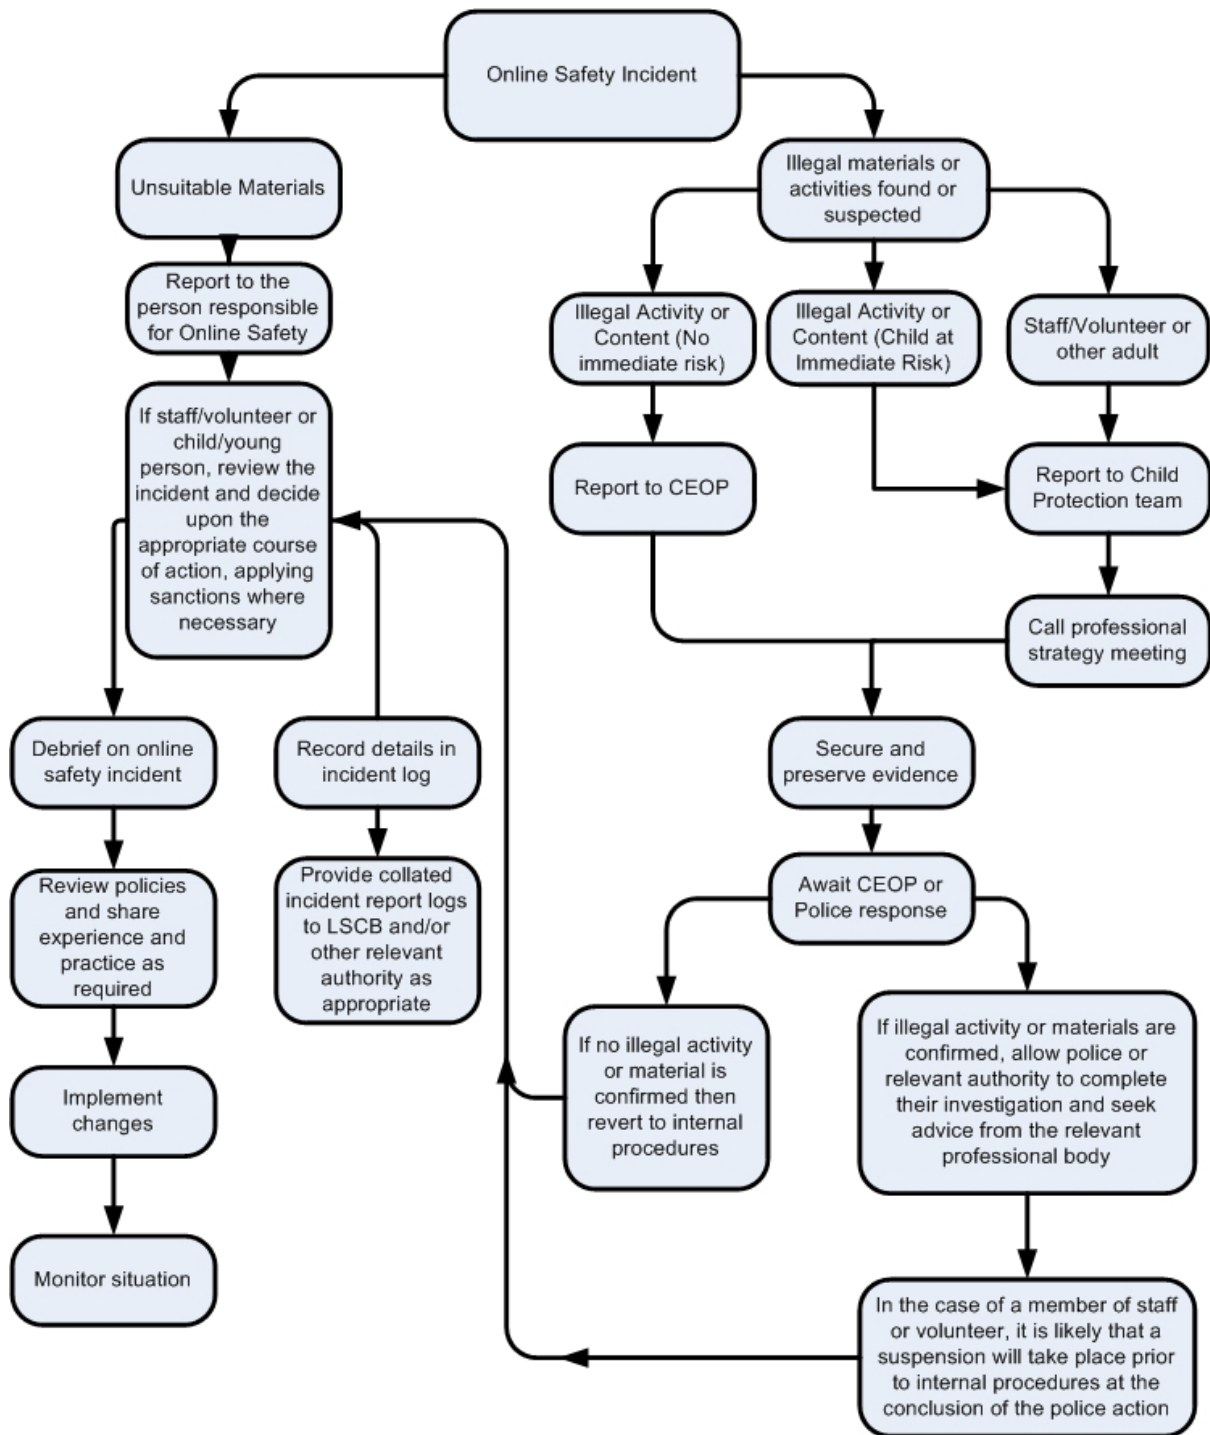 Online Safety Incident
Unsuitable Materials
Report to the
person responsible
for Online Safety
If staff/volunteer or
child/young
person, review the
incident and decide
upon the
appropriate course
of action, applying
sanctions where
necessary
Debrief on online
safety incident
Review policies
and share
experience and
practice as
required
Implement
changes
Monitor situation
Record details in
incident log
Provide collated
incident report logs
to LSCB and/or
other relevant
authority as
appropriate
Illegal materials or
activities found or
suspected
Illegal Activity or
Content (No
immediate risk)
Illegal Activity or
Content (Child at
Immediate Risk)
Staff/Volunteer or
other adult
Report to CEOP
Report to Child
Protection team
Call professional
strategy meeting
Secure and
preserve evidence
Await CEOP or
Police response
If no illegal activity
or material is
confirmed then
revert to internal
procedures
If illegal activity or materials are
confirmed, allow police or
relevant authority to complete
their investigation and seek
advice from the relevant
professional body
In the case of a member of staff
or volunteer, it is likely that a
suspension will take place prior
to internal procedures at the
conclusion of the police action